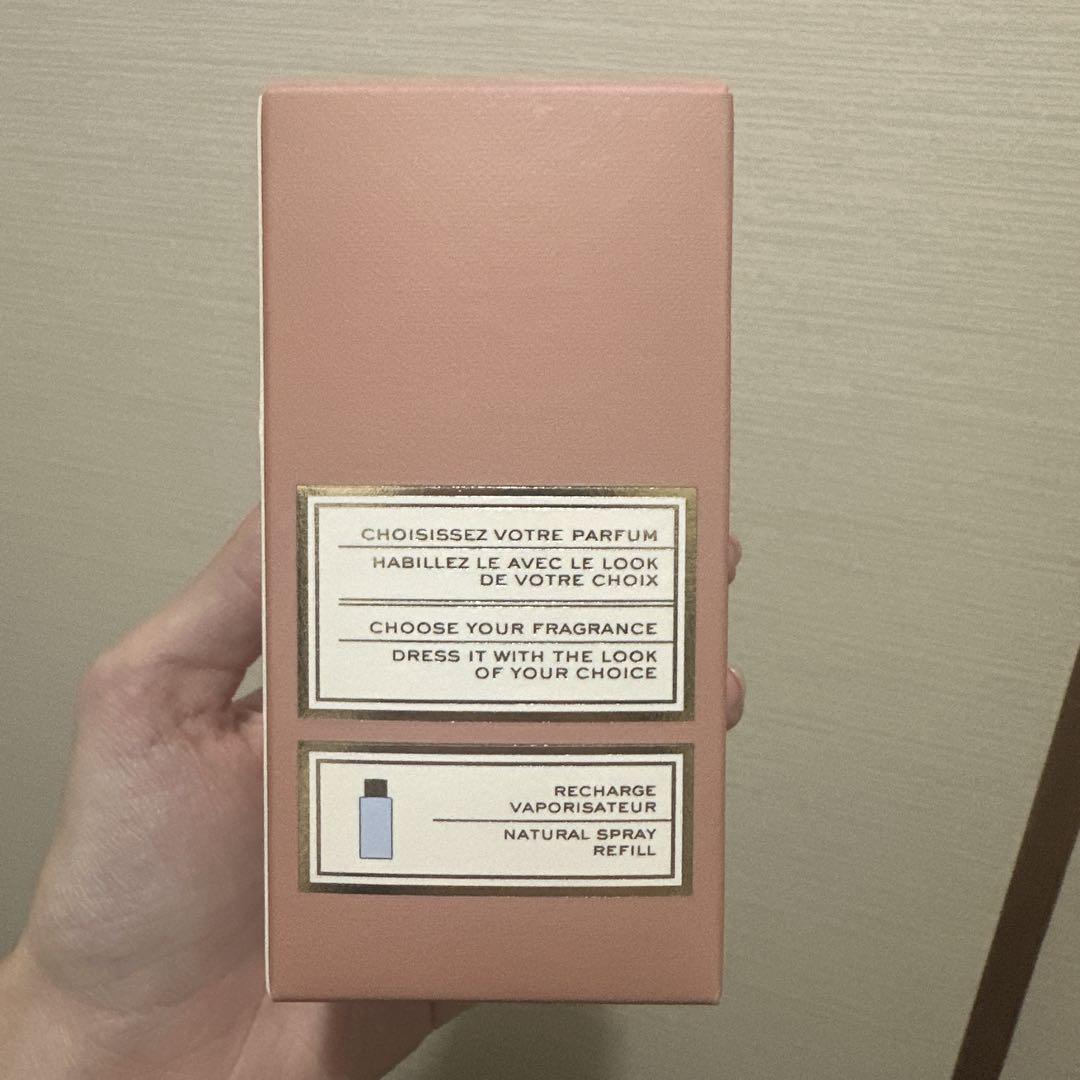 CHOISISSEZ VOTRE PARFUM
HABILLEZ LE AVEC LE LOOK
DE VOTRE CHOIX
CHOOSE YOUR FRAGRANCE
DRESS IT WITH THE LOOK
OF YOUR CHOICE
RECHARGE
VAPORISATEUR
NATURAL SPRAY
REFILL